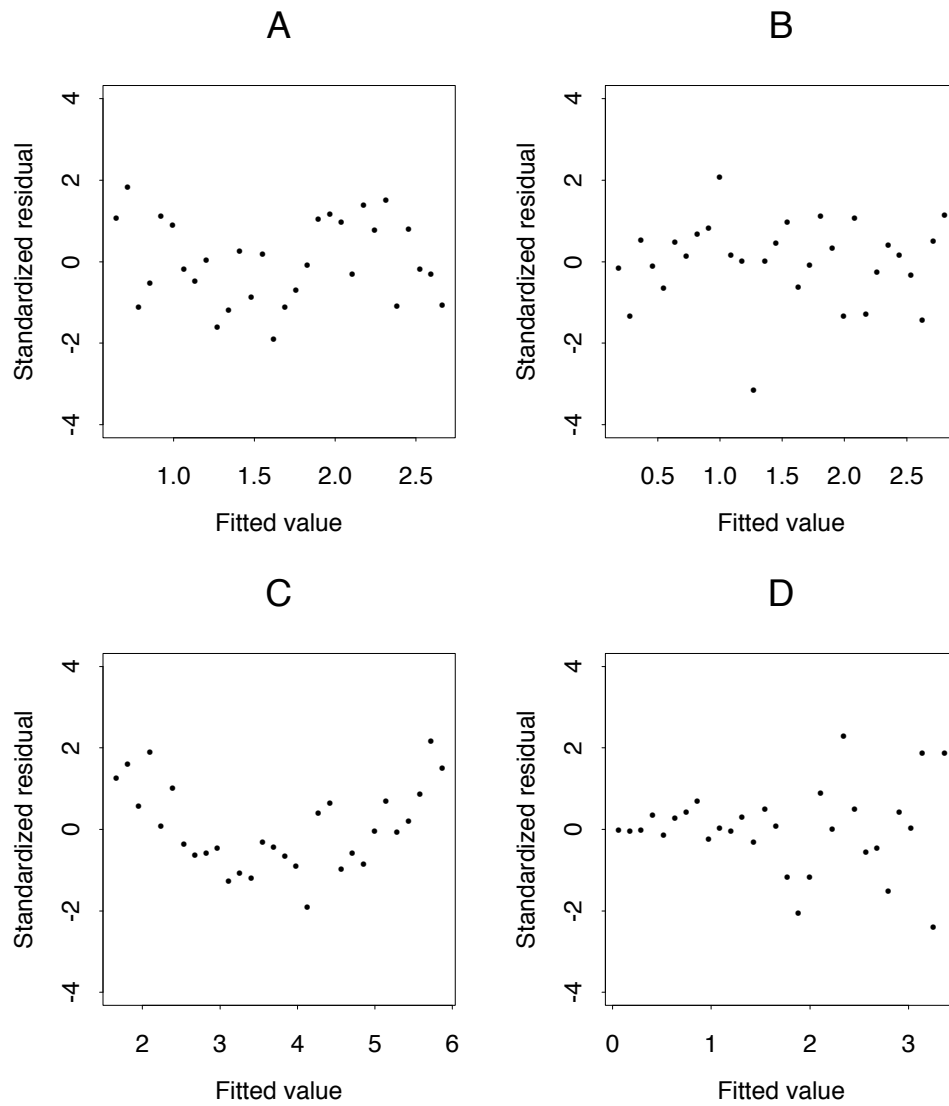 A
Standardized residual
4
2
0
-2
-4
1.0 1.5 2.0 2.5
Fitted value
B
Standardized residual
4
2
0
-2
-4
0.5 1.0 1.5 2.0 2.5
Fitted value
C
Standardized residual
4
2
0
-2
-4
2 3 4 5 6
Fitted value
D
Standardized residual
4
2
0
-2
-4
0 1 2 3
Fitted value